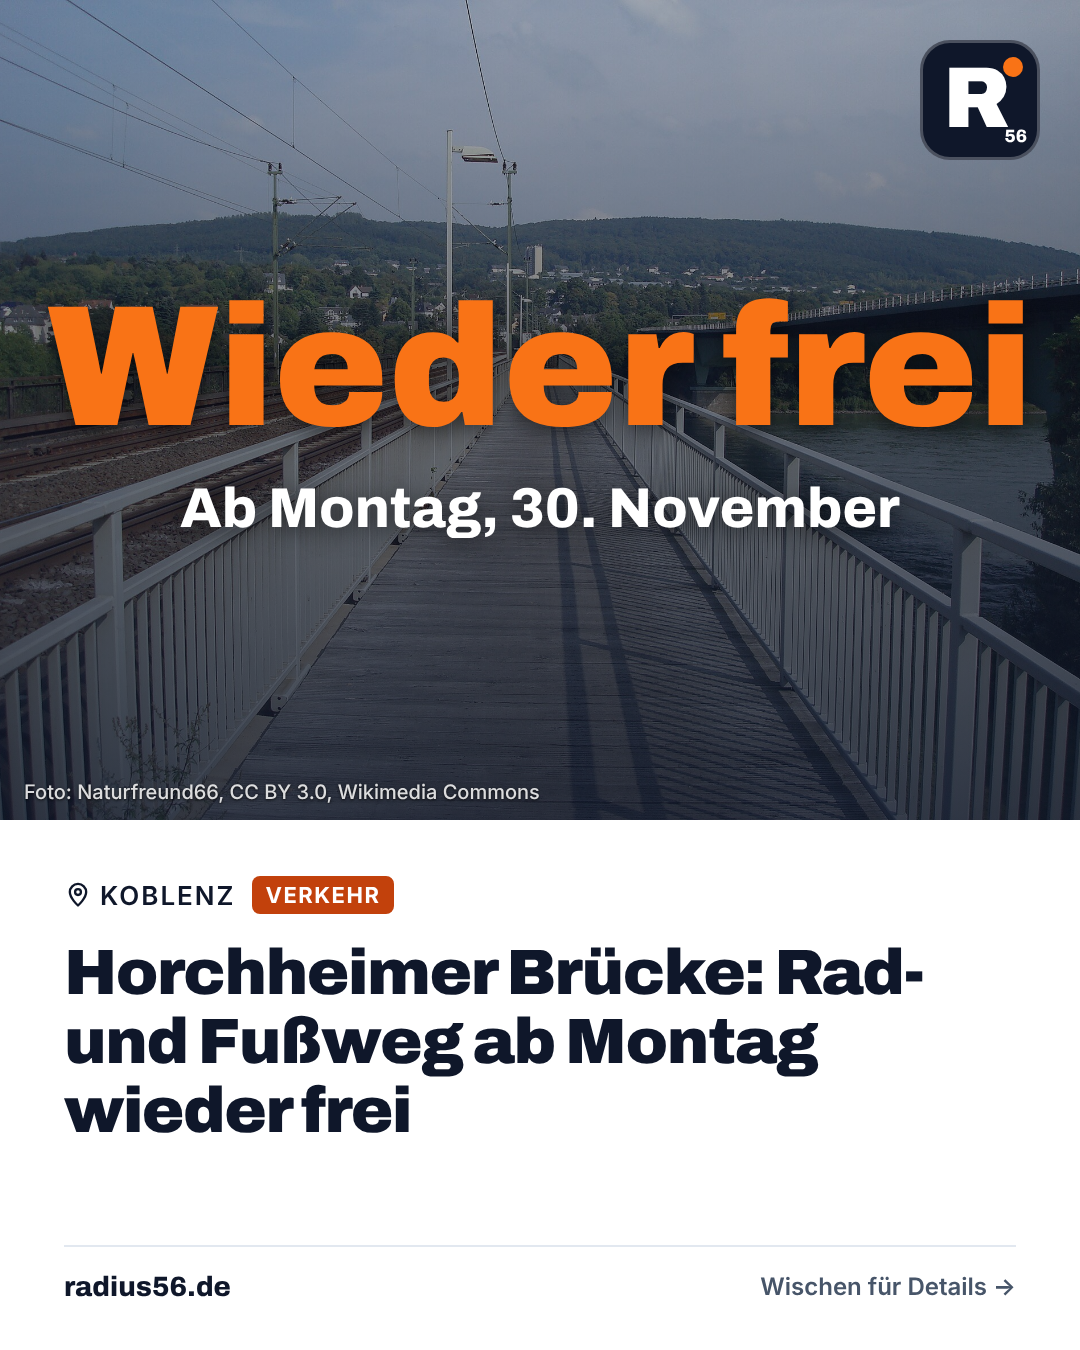 R
56
Wieder frei
Ab Montag, 30. November
Foto: Naturfreund66, CC BY 3.0, Wikimedia Commons
KOBLENZ VERKEHR
Horchheimer Brücke: Rad-
und Fußweg ab Montag
wieder frei
radius56.de
Wischen für Details →